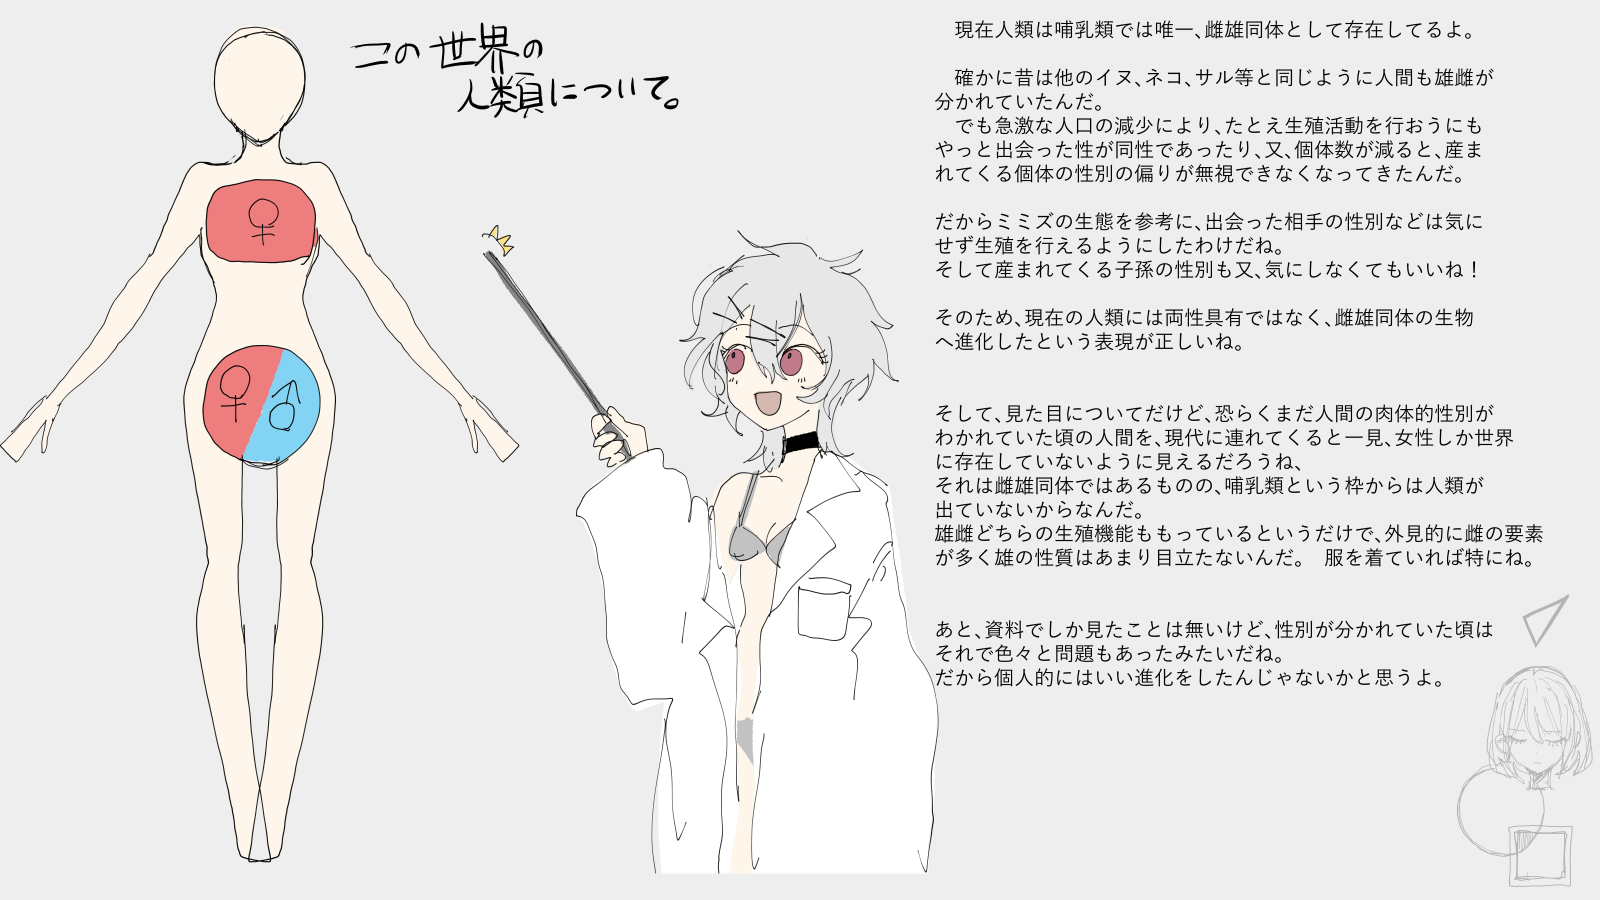 この世界の
人類について。
現在人類は哺乳類では唯一、雌雄同体として存在してるよ。
確かに昔は他のイヌ、ネコ、サル等と同じように人間も雄雌が
分かれていたんだ。
でも急激な人口の減少により、たとえ生殖活動を行おうにも
やっと出会った性が同性であったり、又、個体数が減ると、産ま
れてくる個体の性別の偏りが無視できなくなってきたんだ。
だからミミズの生態を参考に、出会った相手の性別などは気に
せず生殖を行えるようにしたわけだね。
そして産まれてくる子孫の性別も又、気にしなくてもいいね！
そのため、現在の人類には両性具有ではなく、雌雄同体の生物
へ進化したという表現が正しいね。
そして、見た目についてだけど、恐らくまだ人間の肉体的性別が
わかれていた頃の人間を、現代に連れてくると一見、女性しか世界
に存在していないように見えるだろうね、
それは雌雄同体ではあるものの、哺乳類という枠からは人類が
出ていないからなんだ。
雄雌どちらの生殖機能ももっているというだけで、外見的に雌の要素
が多く雄の性質はあまり目立たないんだ。　服を着ていれば特にね。
あと、資料でしか見たことは無いけど、性別が分かれていた頃は
それで色々と問題もあったみたいだね。
だから個人的にはいい進化をしたんじゃないかと思うよ。
♀
♀♂